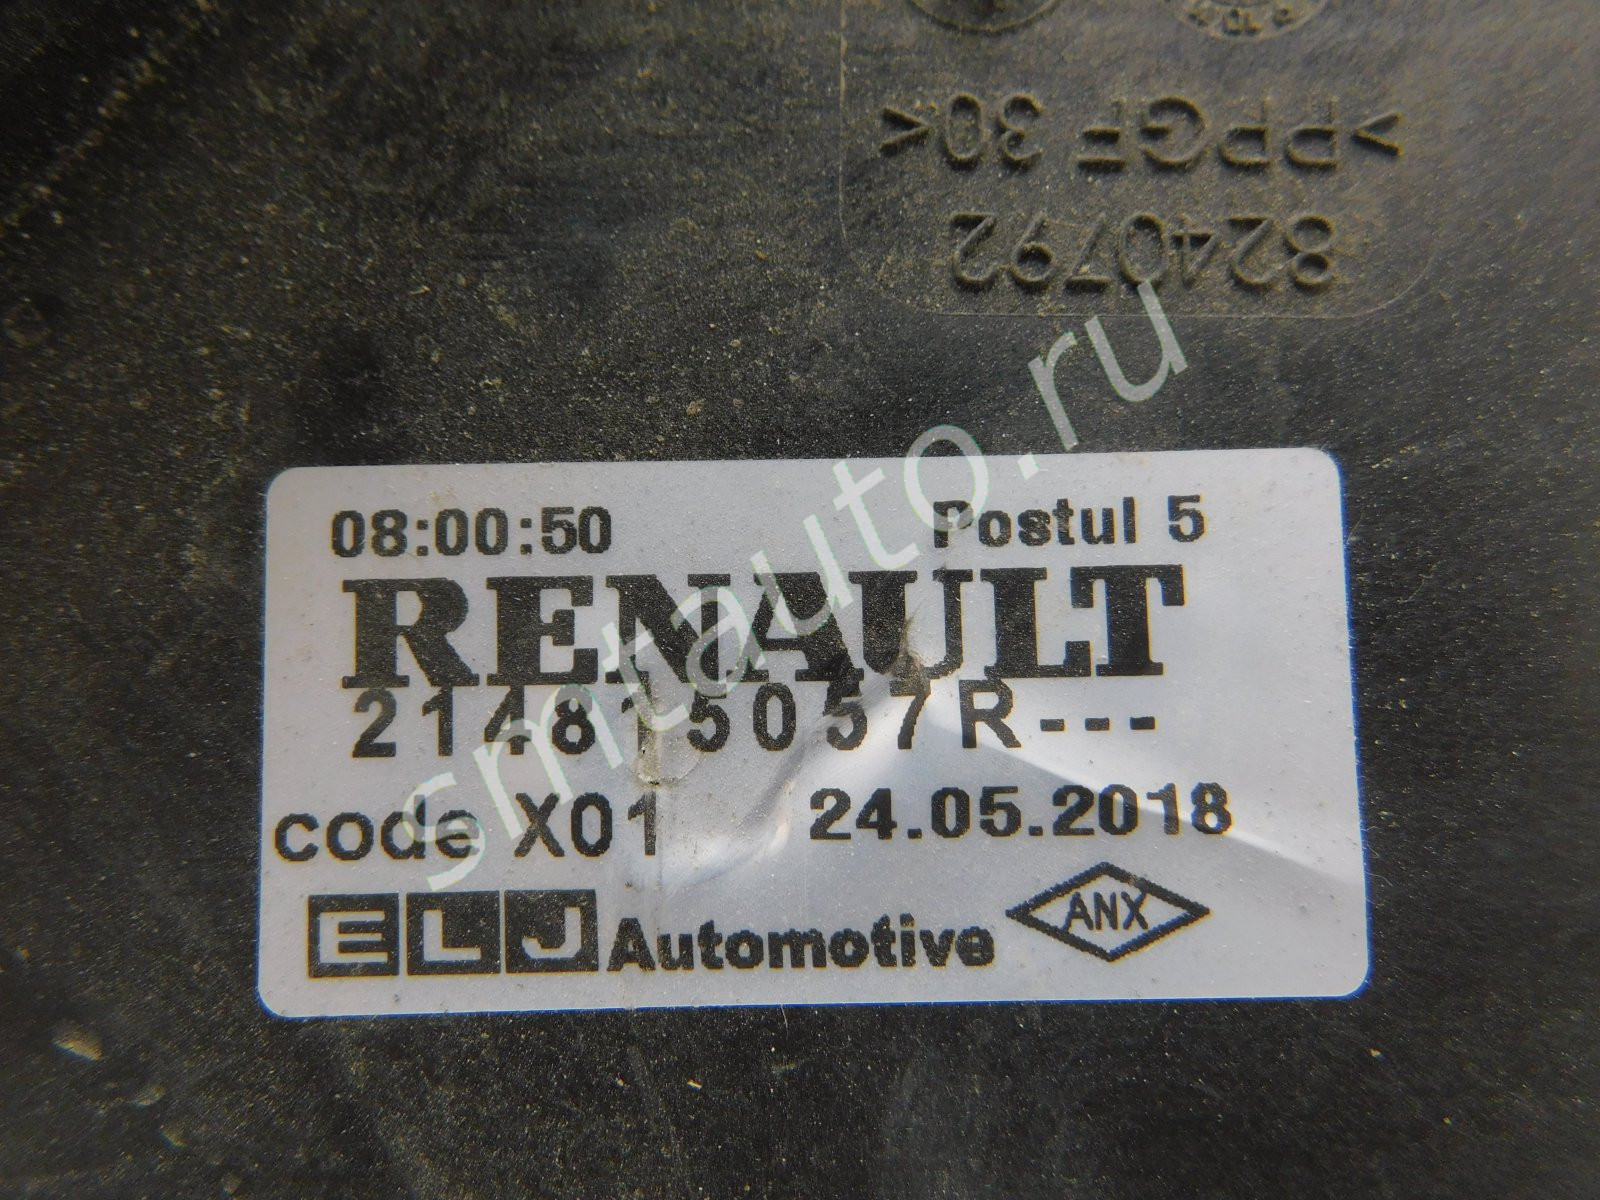 >PPGF 30<
8240792
smtauto.ru
08:00:50 Postul 5
RENAULT
214815057R---
code X01 24.05.2018
ELJ Automotive ANX